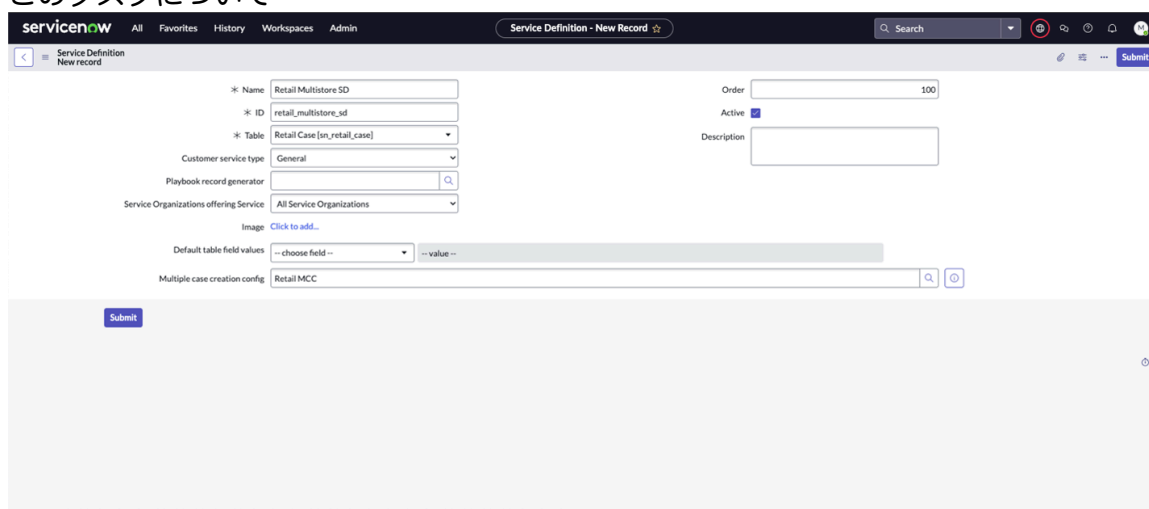 このタスクについて
servicenow All Favorites History Workspaces Admin Service Definition - New Record Search M
Service Definition
New record
Submit
* Name Retail Multistore SD
Order 100
* ID retail_multistore_sd
Active
* Table Retail Case [sn_retail_case]
Description
Customer service type General
Playbook record generator
Service Organizations offering Service All Service Organizations
Image Click to add...
Default table field values -- choose field -- -- value --
Multiple case creation config Retail MCC
Submit